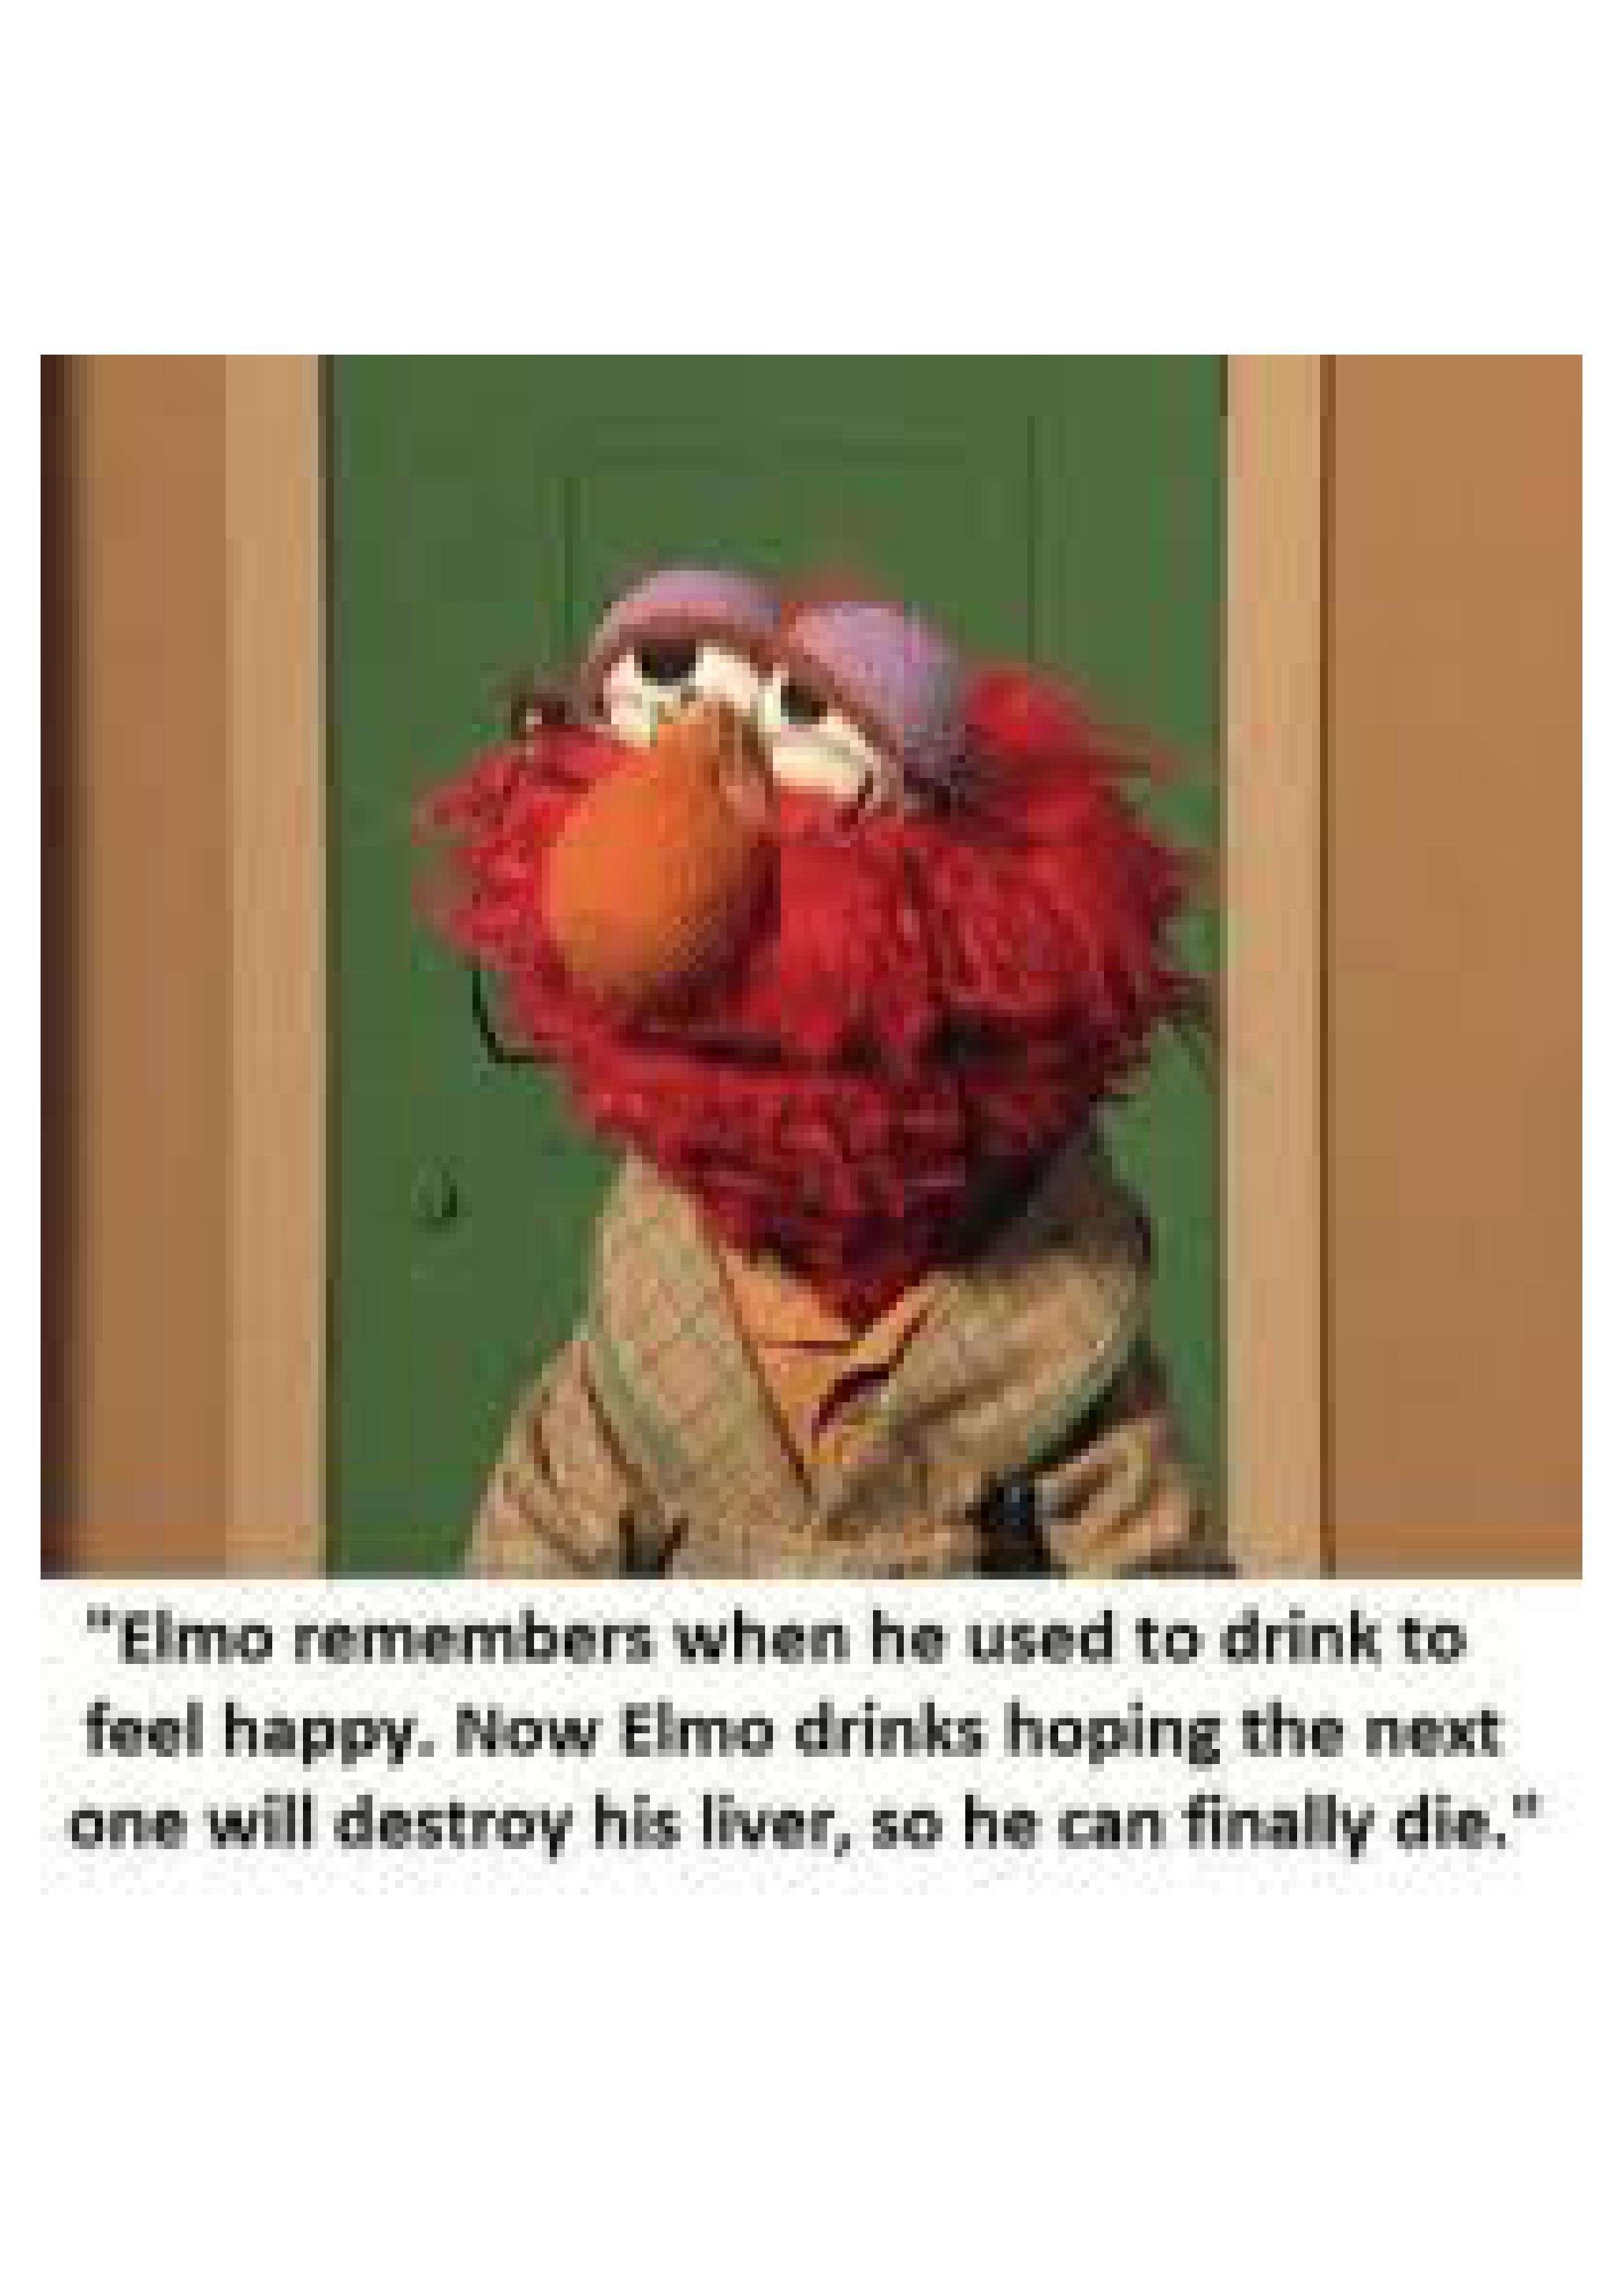 "Elmo remembers when he used to drink to
feel happy. Now Elmo drinks hoping the next
one will destroy his liver, so he can finally die."